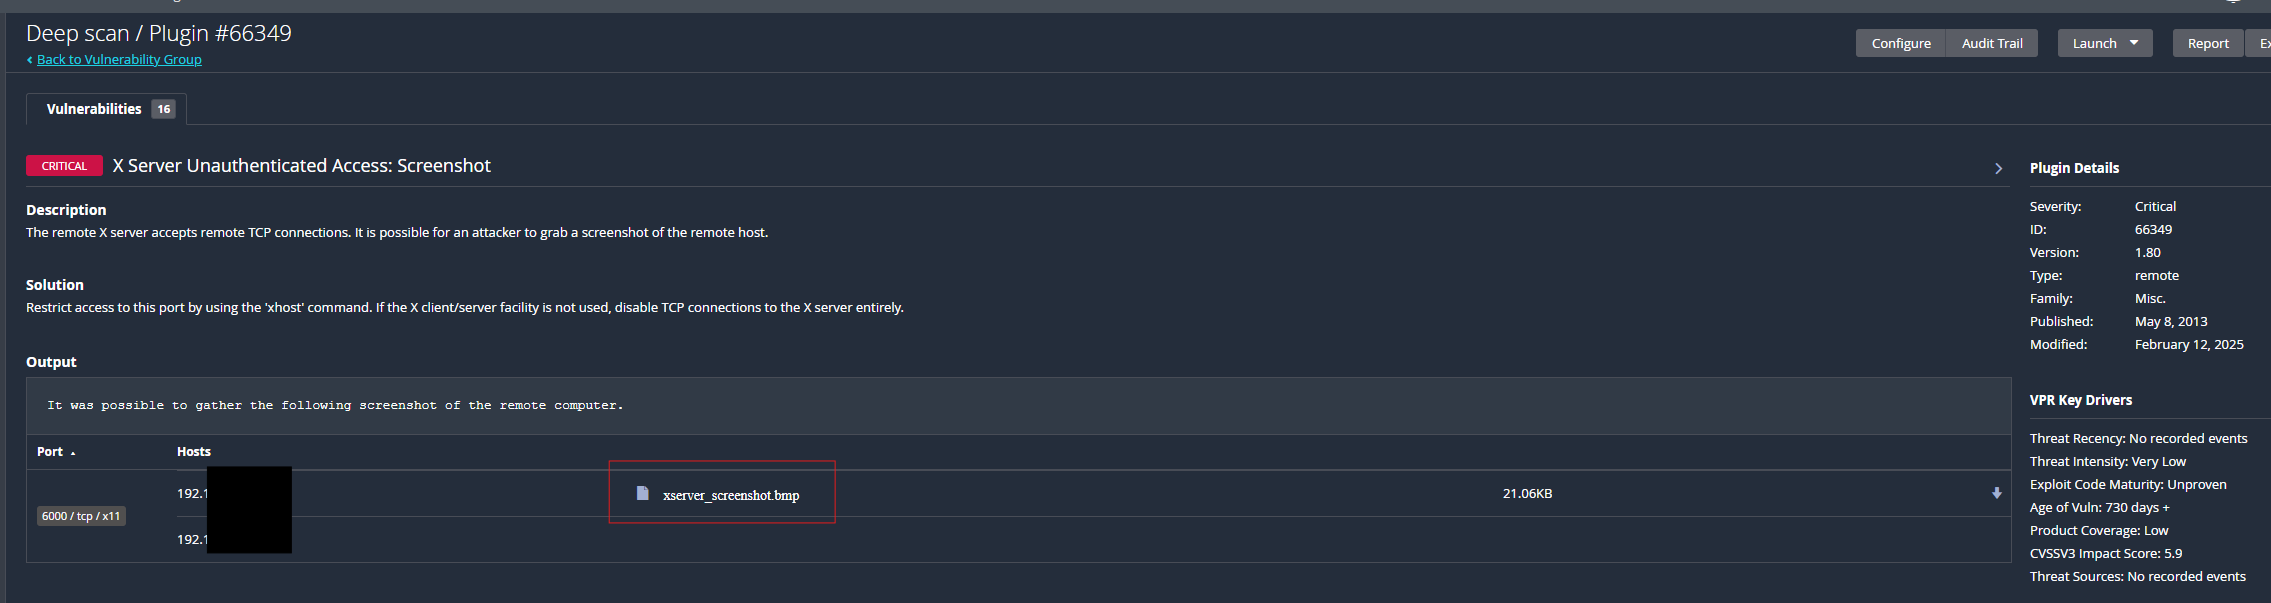 Deep scan / Plugin #66349
Back to Vulnerability Group
Configure
Audit Trail
Launch
Report
Vulnerabilities 16
CRITICAL X Server Unauthenticated Access: Screenshot
Description
The remote X server accepts remote TCP connections. It is possible for an attacker to grab a screenshot of the remote host.
Solution
Restrict access to this port by using the 'xhost' command. If the X client/server facility is not used, disable TCP connections to the X server entirely.
Output
It was possible to gather the following screenshot of the remote computer.
Port Hosts
192.1 xserver_screenshot.bmp 21.06KB
6000 / tcp / x11
192.1
Plugin Details
Severity: Critical
ID: 66349
Version: 1.80
Type: remote
Family: Misc.
Published: May 8, 2013
Modified: February 12, 2025
VPR Key Drivers
Threat Recency: No recorded events
Threat Intensity: Very Low
Exploit Code Maturity: Unproven
Age of Vuln: 730 days +
Product Coverage: Low
CVSSV3 Impact Score: 5.9
Threat Sources: No recorded events